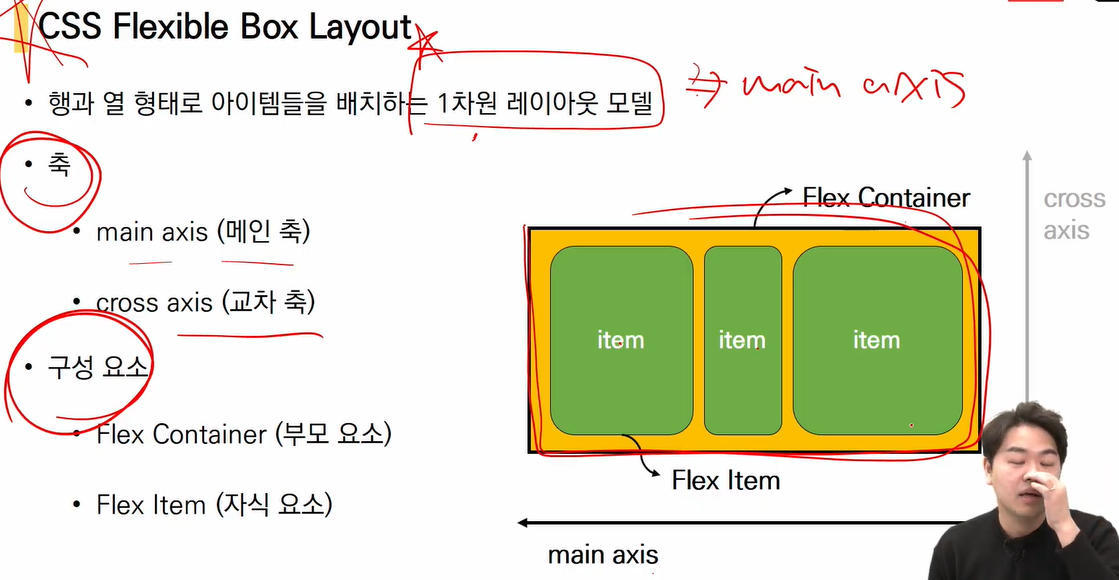 CSS Flexible Box Layout
• 행과 열 형태로 아이템들을 배치하는 1차원 레이아웃 모델
⇒ main axis
• 축
• main axis (메인 축)
• cross axis (교차 축)
• 구성 요소
• Flex Container (부모 요소)
• Flex Item (자식 요소)
Flex Container
cross
axis
item
item
item
Flex Item
main axis